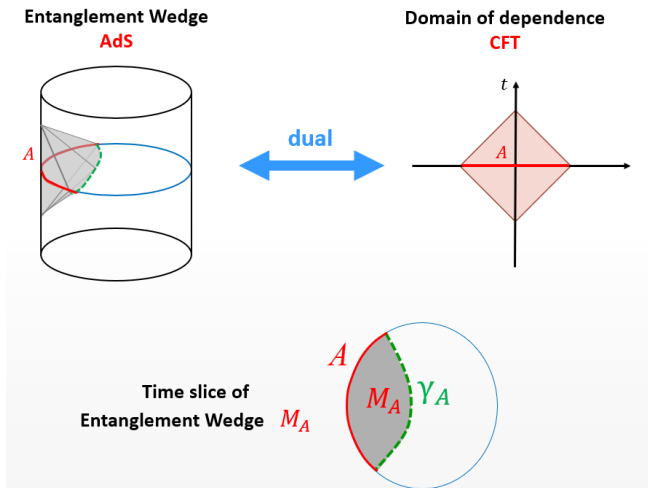 Entanglement Wedge
AdS
Domain of dependence
CFT
t
A
dual
A
A
M_A
γ_A
Time slice of
Entanglement Wedge M_A